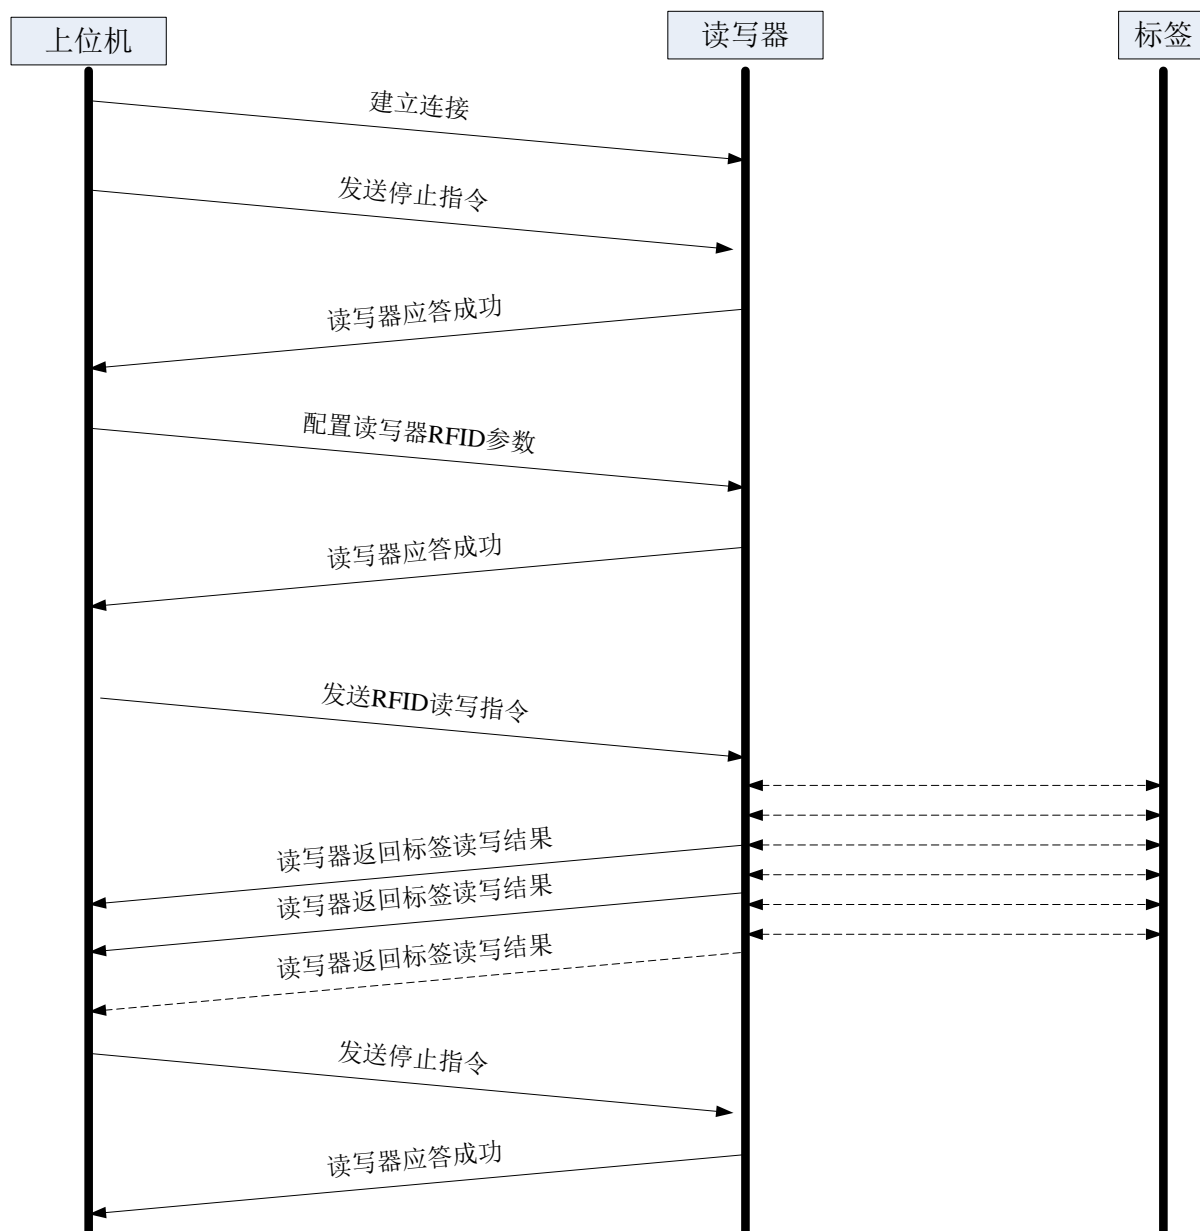 上位机
读写器
标签
建立连接
发送停止指令
读写器应答成功
配置读写器RFID参数
读写器应答成功
发送RFID读写指令
读写器返回标签读写结果
读写器返回标签读写结果
读写器返回标签读写结果
发送停止指令
读写器应答成功